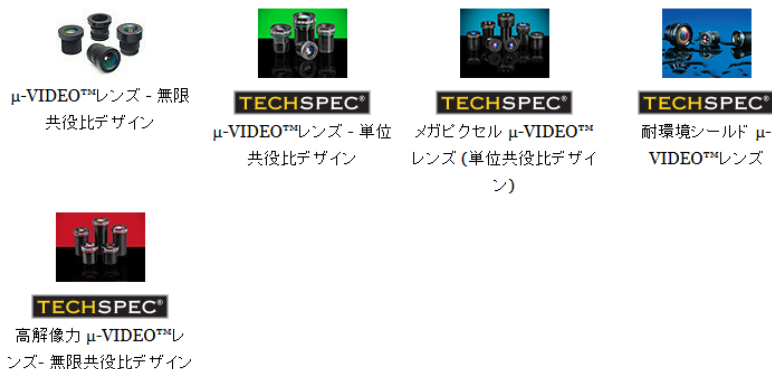 μ-VIDEO™レンズ - 無限
共役比デザイン
TECHSPEC®
μ-VIDEO™レンズ - 単位
共役比デザイン
TECHSPEC®
メガピクセル μ-VIDEO™
レンズ (単位共役比デザイ
ン)
TECHSPEC®
耐環境シールド μ-
VIDEO™レンズ
TECHSPEC®
高解像力 μ-VIDEO™レ
ンズ- 無限共役比デザイン